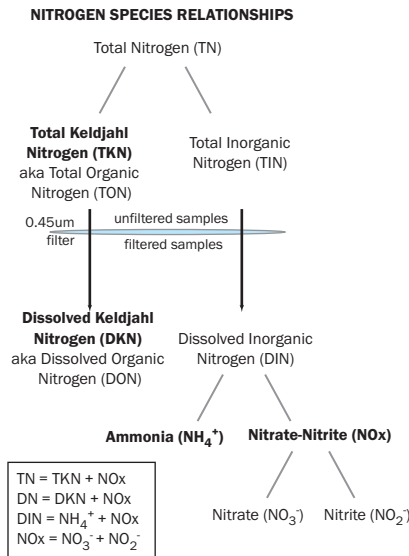 NITROGEN SPECIES RELATIONSHIPS
Total Nitrogen (TN)
Total Keldjahl
Nitrogen (TKN)
aka Total Organic
Nitrogen (TON)
Total Inorganic
Nitrogen (TIN)
0.45um
filter
unfiltered samples
filtered samples
Dissolved Keldjahl
Nitrogen (DKN)
aka Dissolved Organic
Nitrogen (DON)
Dissolved Inorganic
Nitrogen (DIN)
Ammonia (NH₄⁺)
Nitrate-Nitrite (NOx)
TN = TKN + NOx
DN = DKN + NOx
DIN = NH₄⁺ + NOx
NOx = NO₃⁻ + NO₂⁻
Nitrate (NO₃⁻)
Nitrite (NO₂⁻)